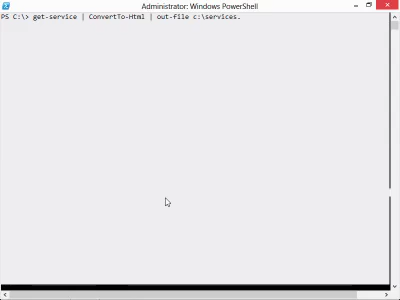 Administrator: Windows PowerShell
PS C:\> get-service | ConvertTo-Html | out-file c:\services.